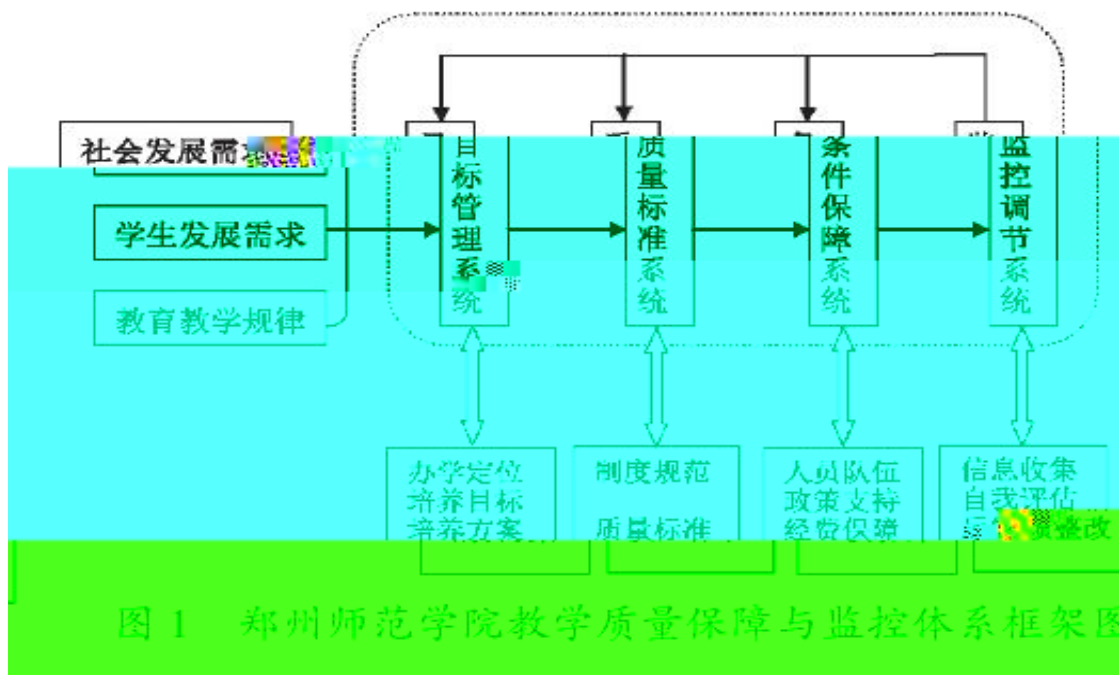 社会发展需
学生发展需求
教育教学规律
目标管理系统
质量标准系统
条件保障系统
监控调节系统
办学定位
培养目标
培养方案
制度规范
质量标准
人员队伍
政策支持
经费保障
信息收集
自我评估
整改
图 1 郑州师范学院教学质量保障与监控体系框架图